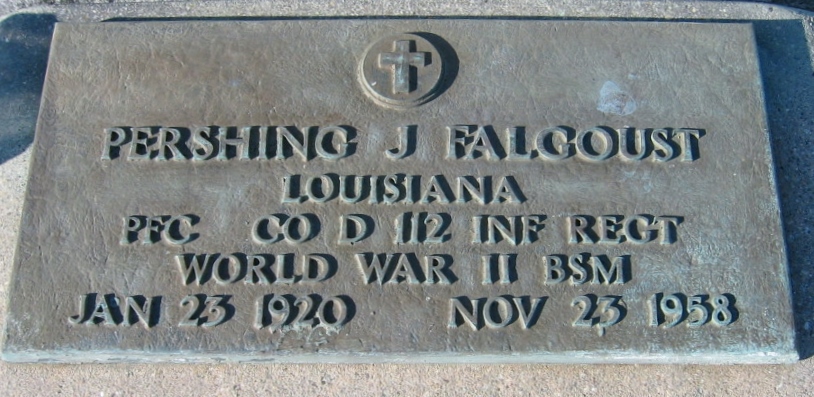 PERSHING J FALGOUST
LOUISIANA
PFC CO D 112 INF REGT
WORLD WAR II BSM
JAN 23 1920 NOV 23 1958